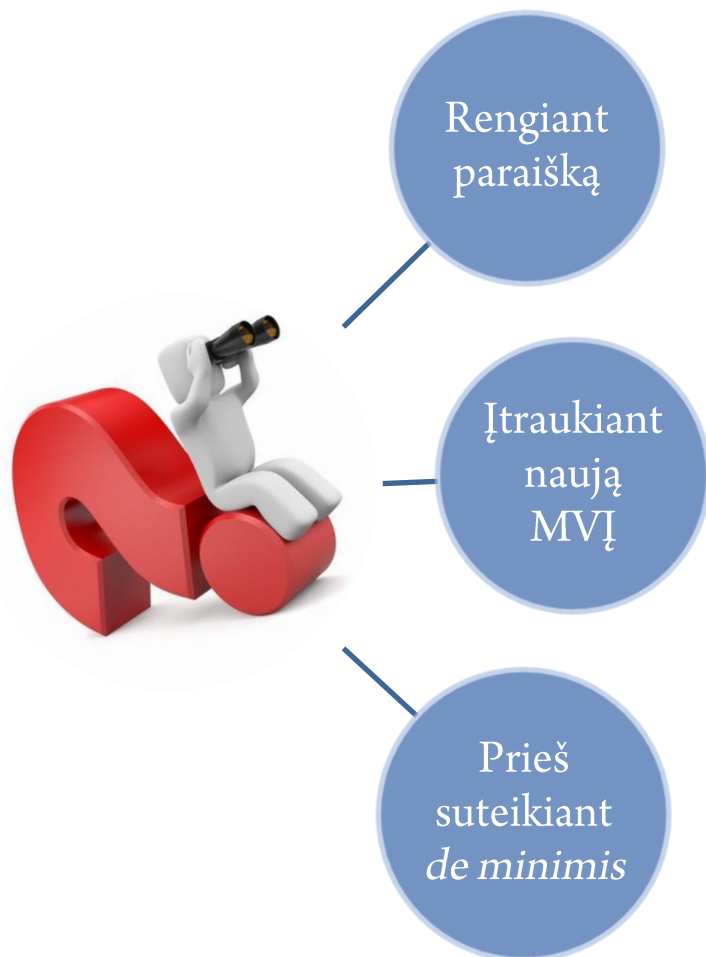 Rengiant
paraišką
Įtraukiant
naują
MVĮ
Prieš
suteikiant
de minimis